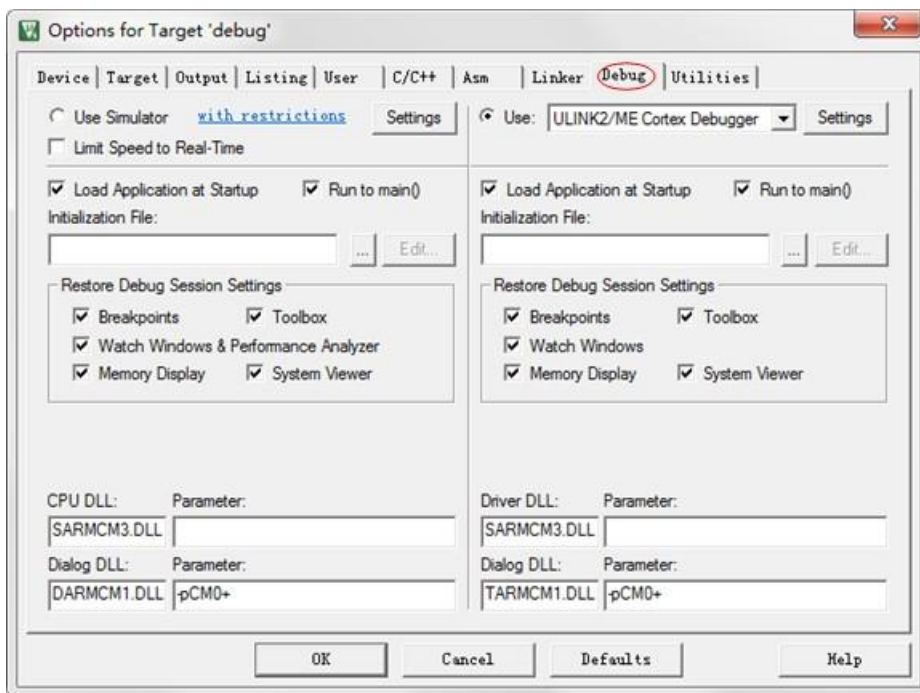 Options for Target 'debug'
Device Target Output Listing User C/C++ Asm Linker Debug Utilities
Use Simulator with restrictions Settings
Limit Speed to Real-Time
Use: ULINK2/ME Cortex Debugger Settings
Load Application at Startup Run to main()
Initialization File:
... Edit...
Restore Debug Session Settings
Breakpoints Toolbox
Watch Windows & Performance Analyzer
Memory Display System Viewer
Load Application at Startup Run to main()
Initialization File:
... Edit...
Restore Debug Session Settings
Breakpoints Toolbox
Watch Windows
Memory Display System Viewer
CPU DLL: Parameter:
SARMCM3.DLL
Dialog DLL: Parameter:
DARMCM1.DLL -pCM0+
Driver DLL: Parameter:
SARMCM3.DLL
Dialog DLL: Parameter:
TARMCM1.DLL -pCM0+
OK Cancel Defaults Help